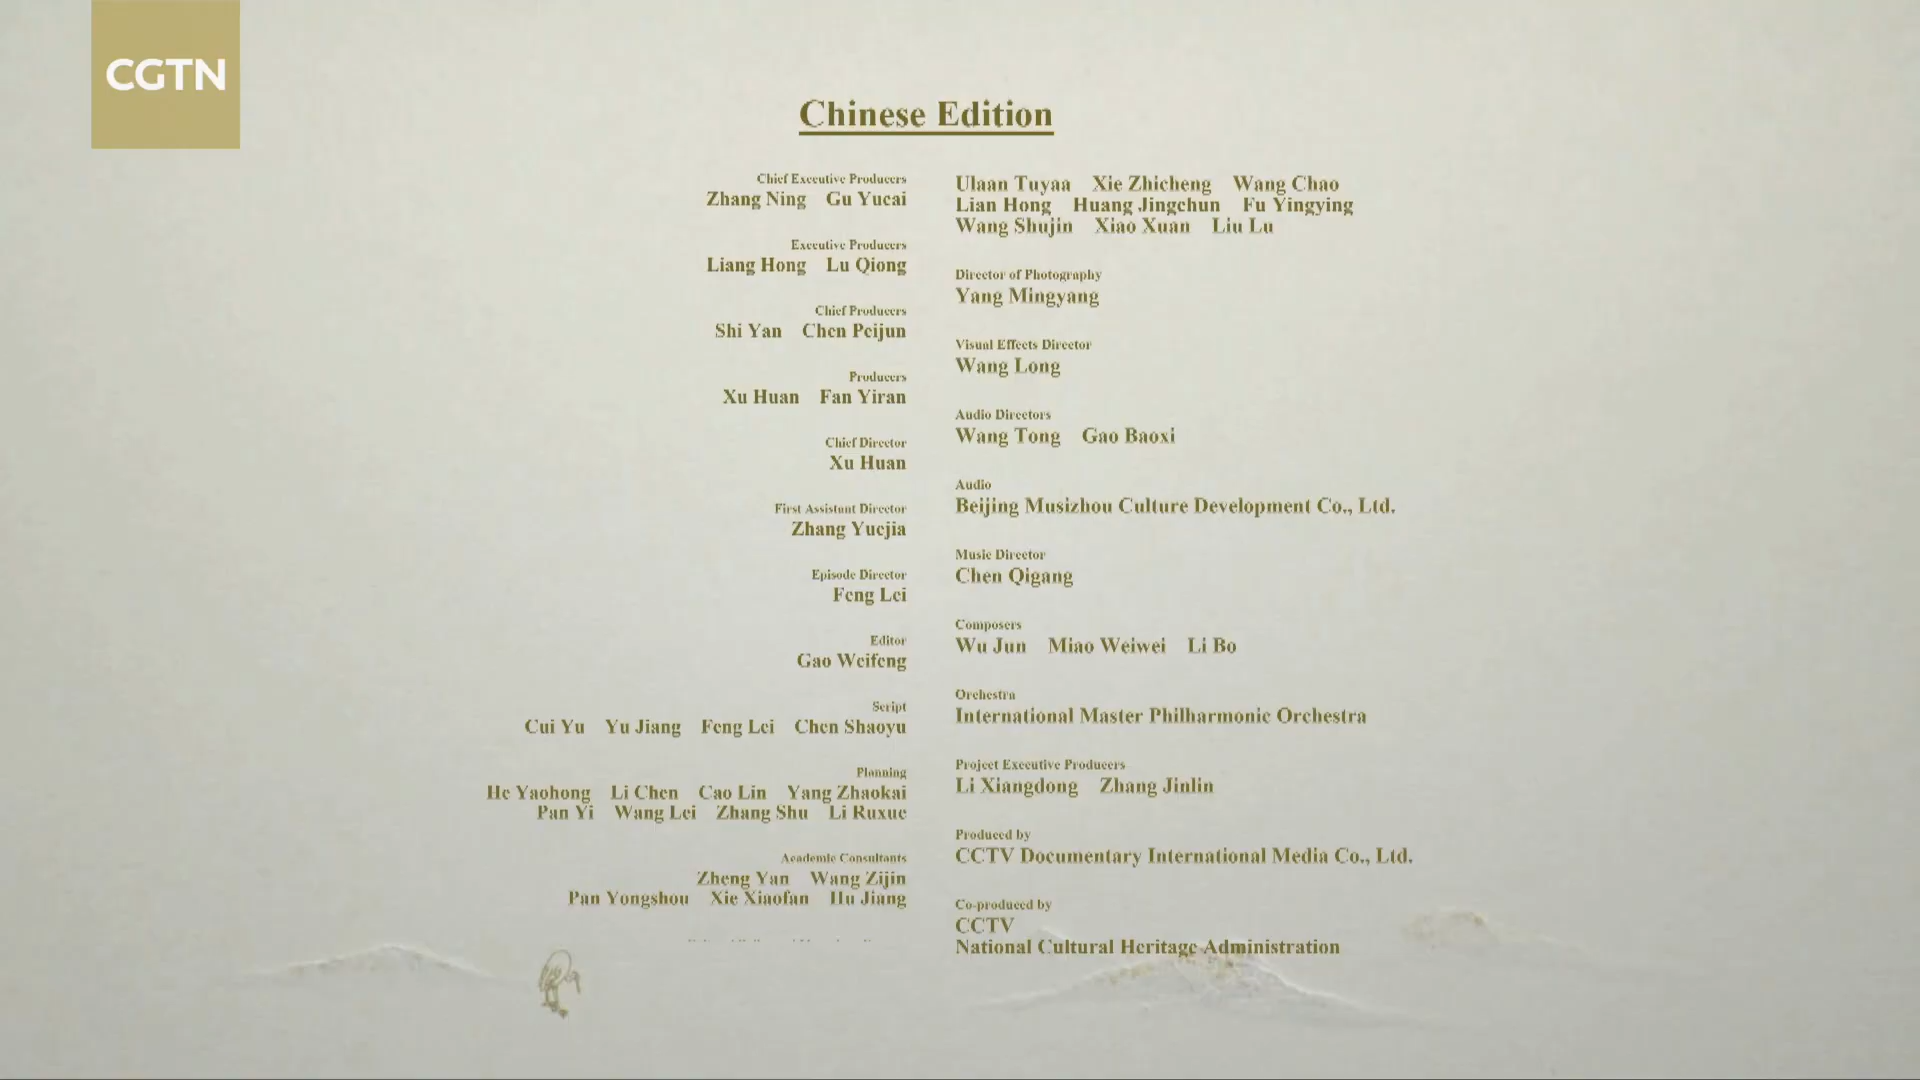 CGTN
Chinese Edition
Chief Executive Producers
Zhang Ning Gu Yucai
Executive Producers
Liang Hong Lu Qiong
Chief Producers
Shi Yan Chen Peijun
Producers
Xu Huan Fan Yiran
Chief Director
Xu Huan
First Assistant Director
Zhang Yuejia
Episode Director
Feng Lei
Editor
Gao Weifeng
Script
Cui Yu Yu Jiang Feng Lei Chen Shaoyu
Planning
He Yaohong Li Chen Cao Lin Yang Zhaokai
Pan Yi Wang Lei Zhang Shu Li Ruxue
Academic Consultants
Zheng Yan Wang Zijin
Pan Yongshou Xie Xiaofan Hu Jiang
Ulaan Tuyaa Xie Zhicheng Wang Chao
Lian Hong Huang Jingchun Fu Yingying
Wang Shujin Xiao Xuan Liu Lu
Director of Photography
Yang Mingyang
Visual Effects Director
Wang Long
Audio Directors
Wang Tong Gao Baoxi
Audio
Beijing Musizhou Culture Development Co., Ltd.
Music Director
Chen Qigang
Composers
Wu Jun Miao Weiwei Li Bo
Orchestra
International Master Philharmonic Orchestra
Project Executive Producers
Li Xiangdong Zhang Jinlin
Produced by
CCTV Documentary International Media Co., Ltd.
Co-produced by
CCTV
National Cultural Heritage Administration